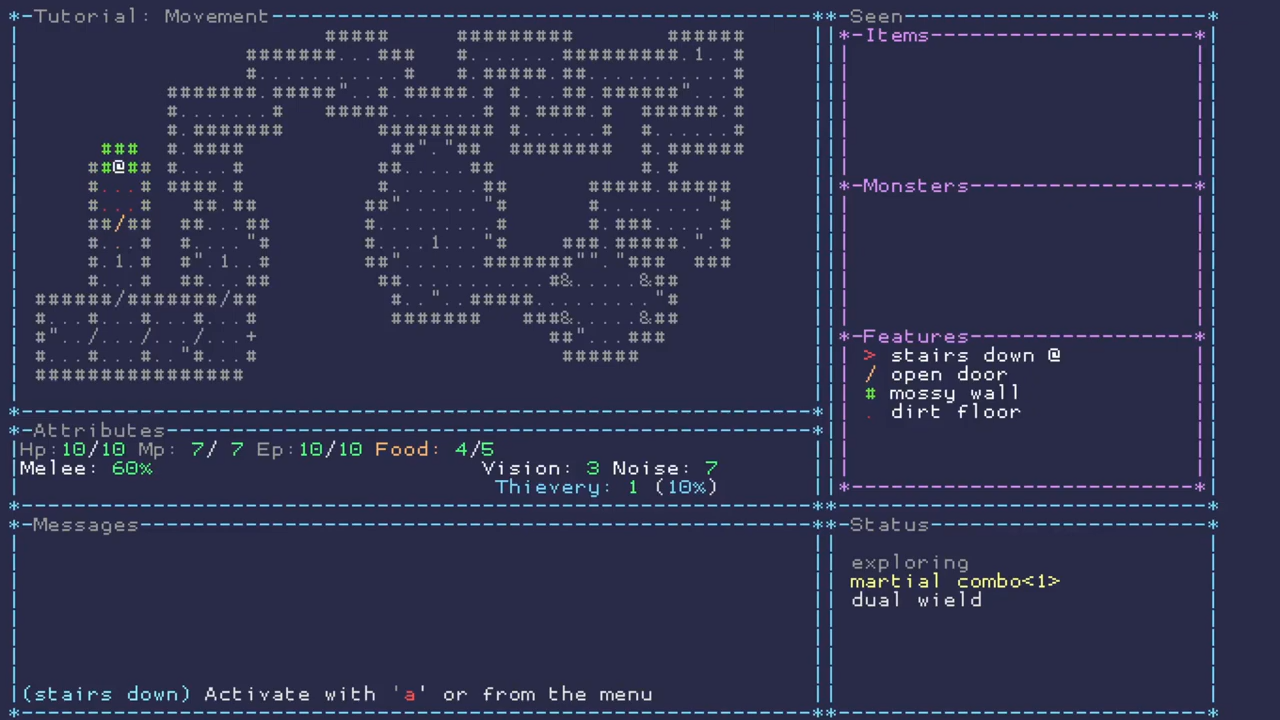 Tutorial: Movement
Seen
Items
Monsters
Features
> stairs down @
/ open door
# mossy wall
. dirt floor
Attributes
Hp:10/10 Mp: 7/ 7 Ep:10/10 Food: 4/5
Melee: 60% Vision: 3 Noise: 7
Thievery: 1 (10%)
Messages
(stairs down) Activate with 'a' or from the menu
Status
exploring
martial combo<1>
dual wield